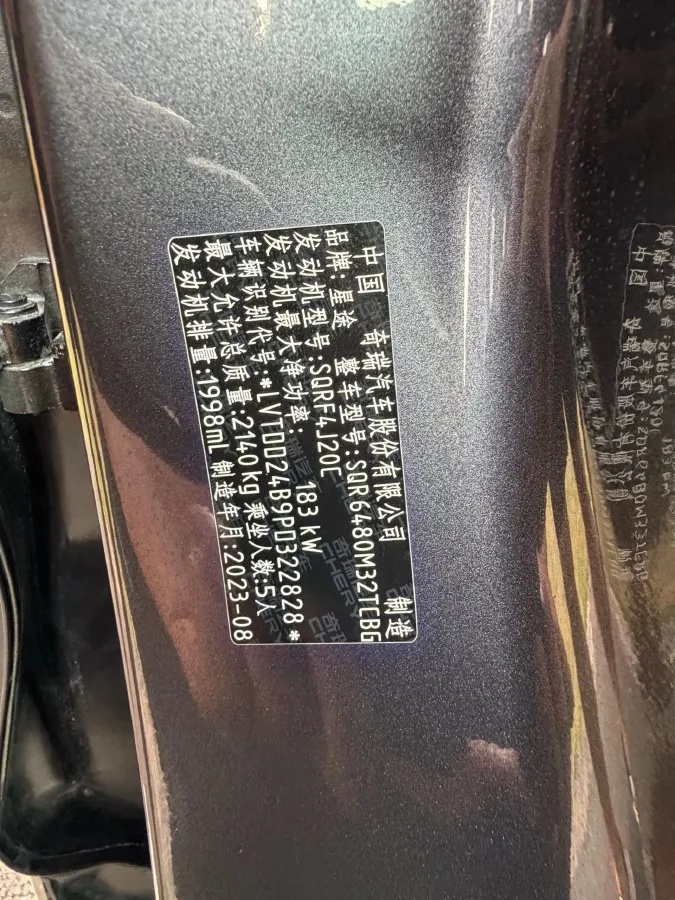 中国 奇瑞汽车股份有限公司 制造
品牌:星途 整车型号:SQR6480M32TCBG
发动机型号:SQRF4J20C
发动机最大净功率: 183 kW
车辆识别代号:*LVTDD24B9PD322828*
最大允许总质量:2140kg 乘坐人数:5人
发动机排量:1998mL 制造年月:2023-08